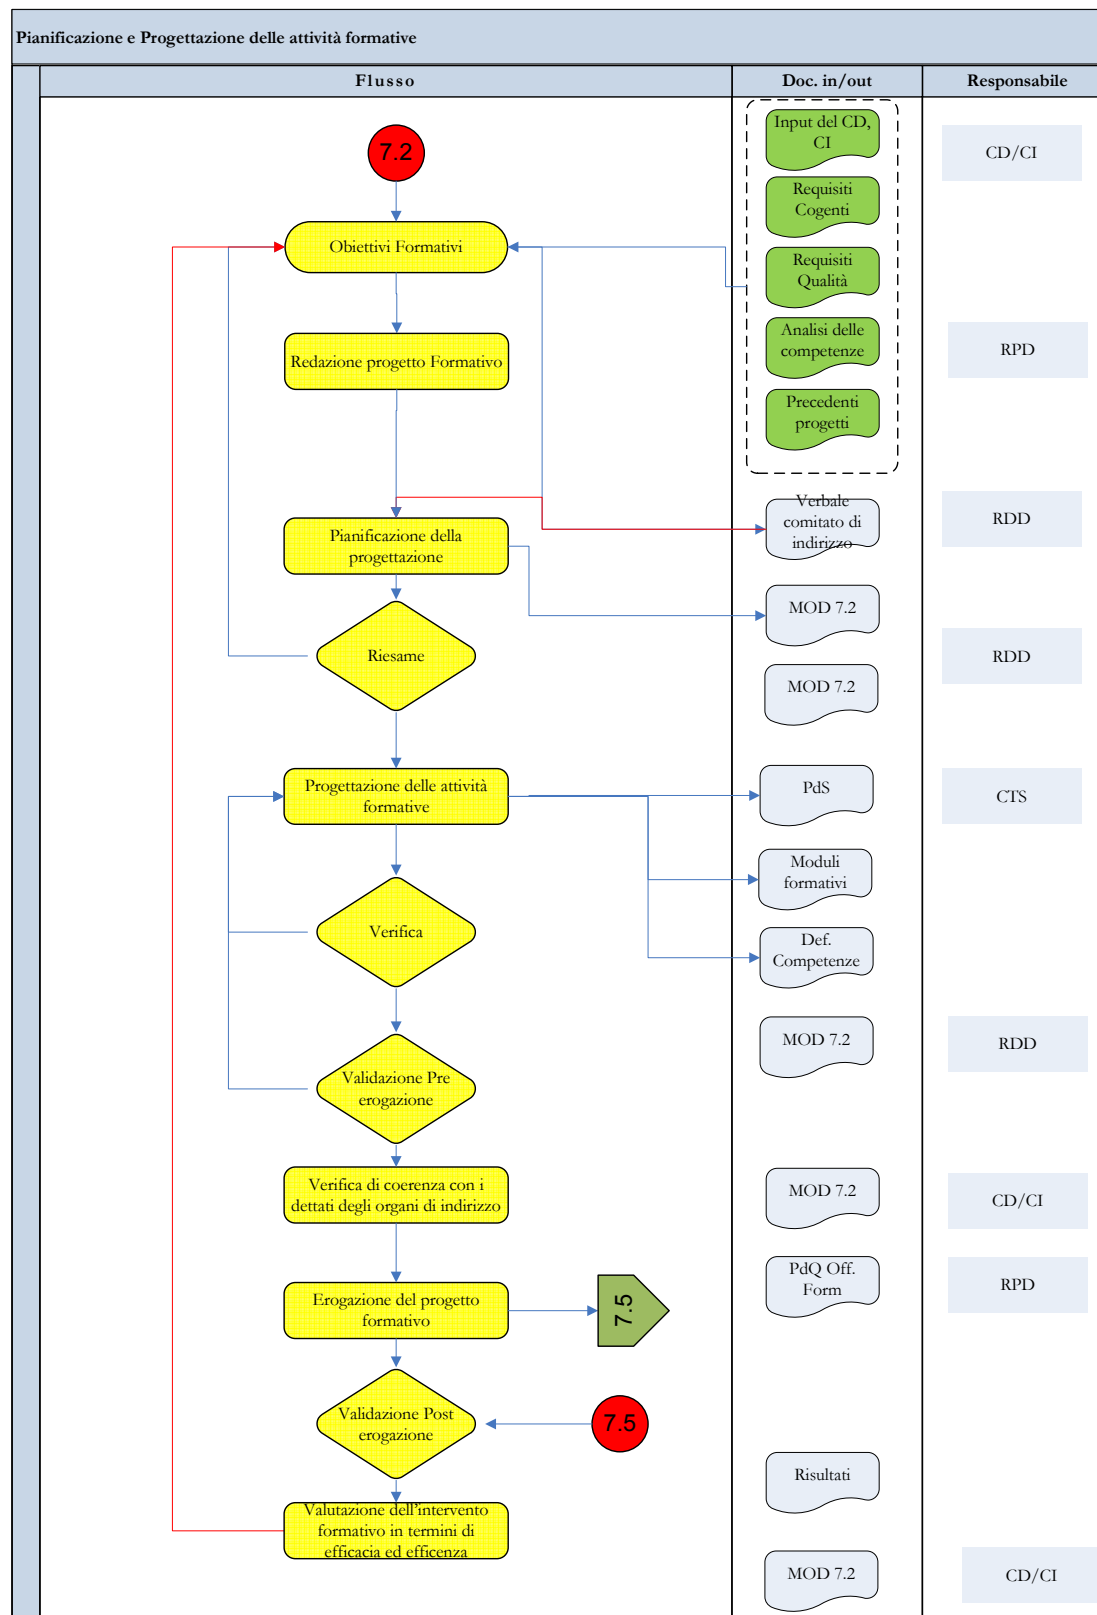 Pianificazione e Progettazione delle attività formative
Flusso
Doc. in/out
Responsabile
7.2
Input del CD,
CI
CD/CI
Requisiti
Cogenti
Obiettivi Formativi
Requisiti
Qualità
Redazione progetto Formativo
Analisi delle
competenze
RPD
Precedenti
progetti
Pianificazione della
progettazione
Verbale
comitato di
indirizzo
RDD
MOD 7.2
Riesame
RDD
MOD 7.2
Progettazione delle attività
formative
PdS
CTS
Moduli
formativi
Verifica
Def.
Competenze
MOD 7.2
RDD
Validazione Pre
erogazione
Verifica di coerenza con i
dettati degli organi di indirizzo
MOD 7.2
CD/CI
Erogazione del progetto
formativo
7.5
PdQ Off.
Form
RPD
Validazione Post
erogazione
7.5
Risultati
Valutazione dell'intervento
formativo in termini di
efficacia ed efficenza
MOD 7.2
CD/CI